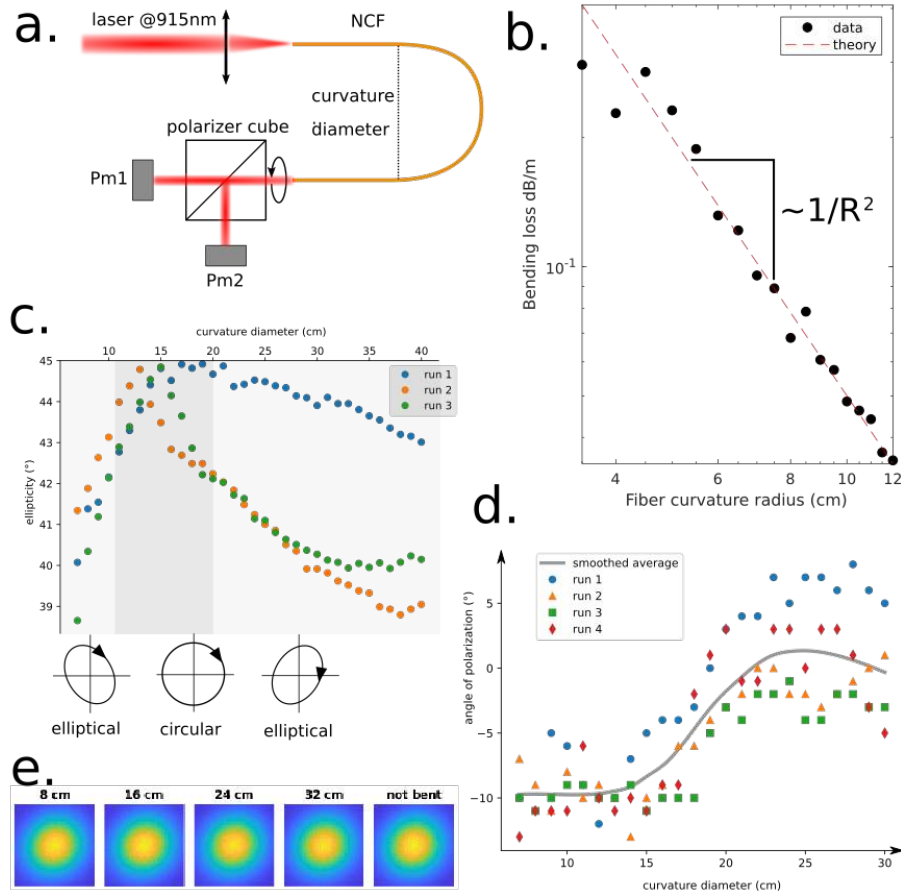 a.
laser @915nm
NCF
curvature
diameter
polarizer cube
Pm1
Pm2
b.
data
theory
~1/R²
10⁻¹
Bending loss dB/m
4
6
8
10
12
Fiber curvature radius (cm)
c.
curvature diameter (cm)
10
15
20
25
30
35
40
45
44
43
42
41
40
39
ellipticity (°)
run 1
run 2
run 3
elliptical
circular
elliptical
d.
smoothed average
run 1
run 2
run 3
run 4
angle of polarization (°)
5
0
−5
−10
10
15
20
25
30
curvature diameter (cm)
e.
8 cm
16 cm
24 cm
32 cm
not bent